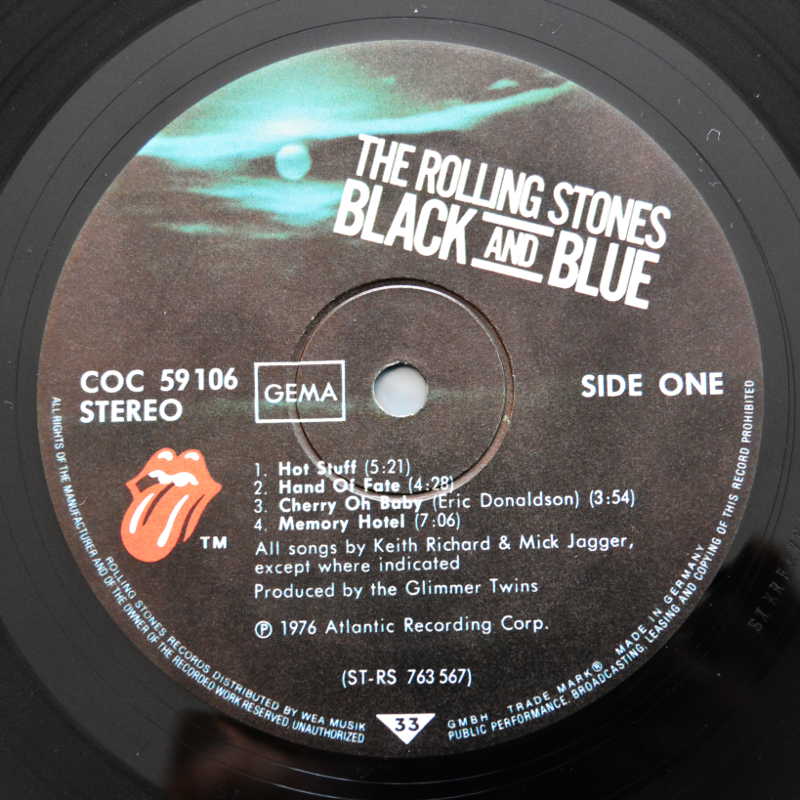 THE ROLLING STONES
BLACK AND BLUE
COC 59106
STEREO
GEMA
SIDE ONE
1. Hot Stuff (5:21)
2. Hand Of Fate (4:28)
3. Cherry Oh Baby (Eric Donaldson) (3:54)
4. Memory Hotel (7:06)
TM
All songs by Keith Richard & Mick Jagger,
except where indicated
Produced by the Glimmer Twins
℗ 1976 Atlantic Recording Corp.
(ST-RS 763 567)
33
ALL RIGHTS OF THE MANUFACTURER AND OF THE OWNER OF THE RECORDED WORK RESERVED. UNAUTHORIZED PUBLIC PERFORMANCE, BROADCASTING, LEASING AND COPYING OF THIS RECORD PROHIBITED
ROLLING STONES RECORDS DISTRIBUTED BY WEA MUSIK GMBH TRADE MARK® MADE IN GERMANY